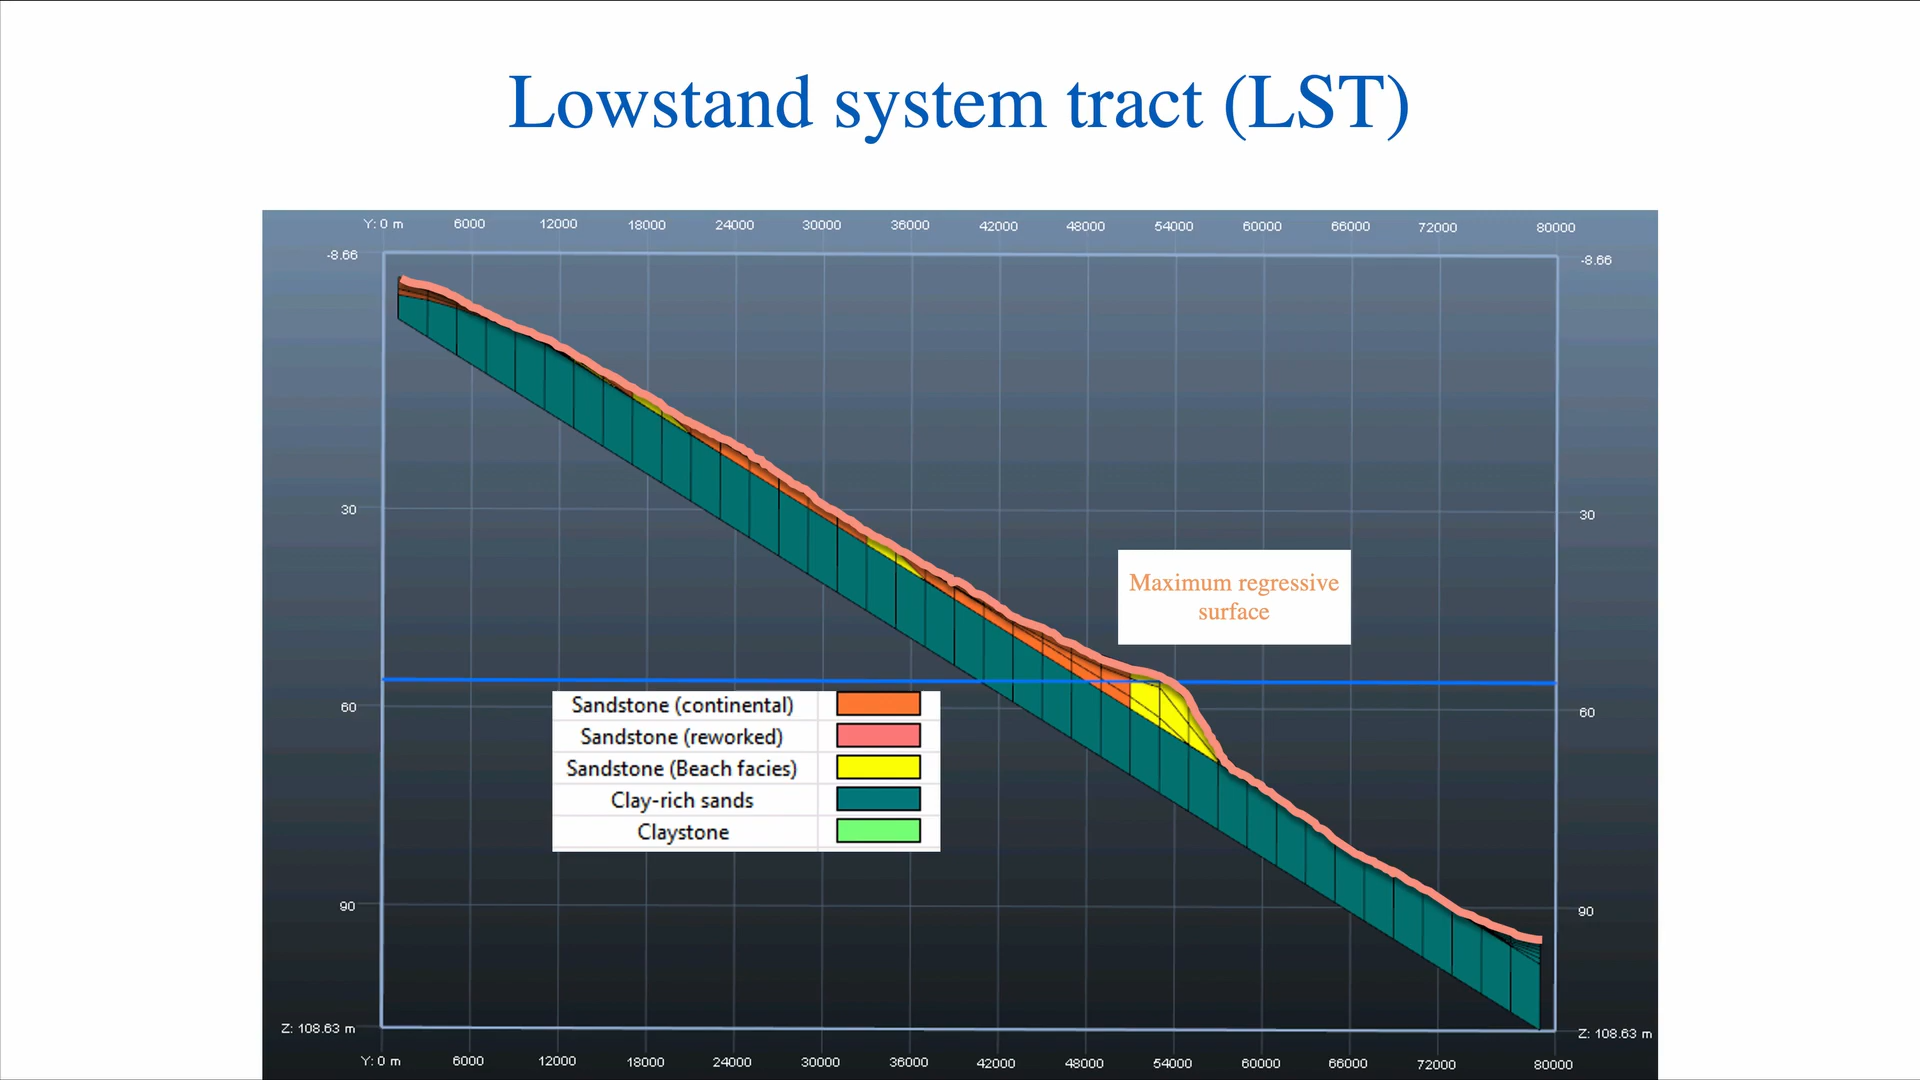 Lowstand system tract (LST)
Y: 0 m 6000 12000 18000 24000 30000 36000 42000 48000 54000 60000 66000 72000 80000
-8.66 -8.66
30 30
Maximum regressive
surface
60 60
Sandstone (continental)
Sandstone (reworked)
Sandstone (Beach facies)
Clay-rich sands
Claystone
90 90
Z: 108.63 m Z: 108.63 m
Y: 0 m 6000 12000 18000 24000 30000 36000 42000 48000 54000 60000 66000 72000 80000